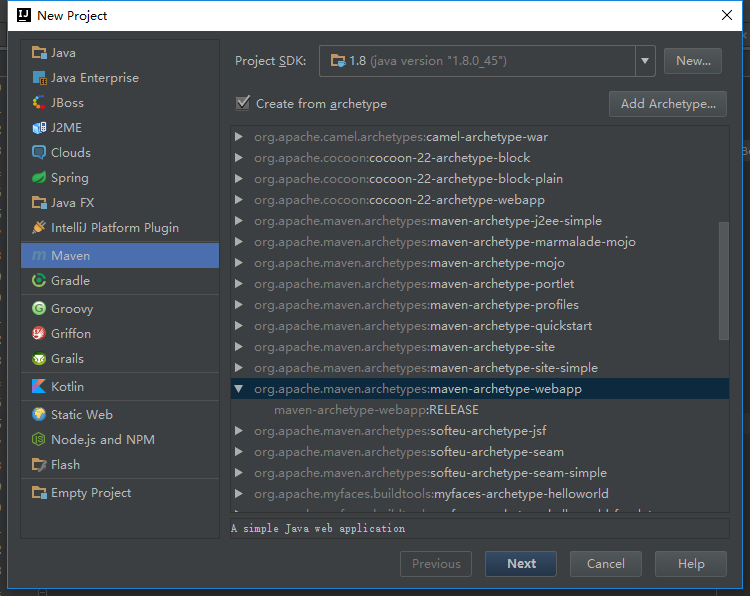 New Project
Java
Java Enterprise
JBoss
J2ME
Clouds
Spring
Java FX
IntelliJ Platform Plugin
Maven
Gradle
Groovy
Griffon
Grails
Kotlin
Static Web
Node.js and NPM
Flash
Empty Project
Project SDK: 1.8 (java version "1.8.0_45") New...
Create from archetype Add Archetype...
org.apache.camel.archetypes:camel-archetype-war
org.apache.cocoon:cocoon-22-archetype-block
org.apache.cocoon:cocoon-22-archetype-block-plain
org.apache.cocoon:cocoon-22-archetype-webapp
org.apache.maven.archetypes:maven-archetype-j2ee-simple
org.apache.maven.archetypes:maven-archetype-marmalade-mojo
org.apache.maven.archetypes:maven-archetype-mojo
org.apache.maven.archetypes:maven-archetype-portlet
org.apache.maven.archetypes:maven-archetype-profiles
org.apache.maven.archetypes:maven-archetype-quickstart
org.apache.maven.archetypes:maven-archetype-site
org.apache.maven.archetypes:maven-archetype-site-simple
org.apache.maven.archetypes:maven-archetype-webapp
maven-archetype-webapp:RELEASE
org.apache.maven.archetypes:softeu-archetype-jsf
org.apache.maven.archetypes:softeu-archetype-seam
org.apache.maven.archetypes:softeu-archetype-seam-simple
org.apache.myfaces.buildtools:myfaces-archetype-helloworld
A simple Java web application
Previous Next Cancel Help